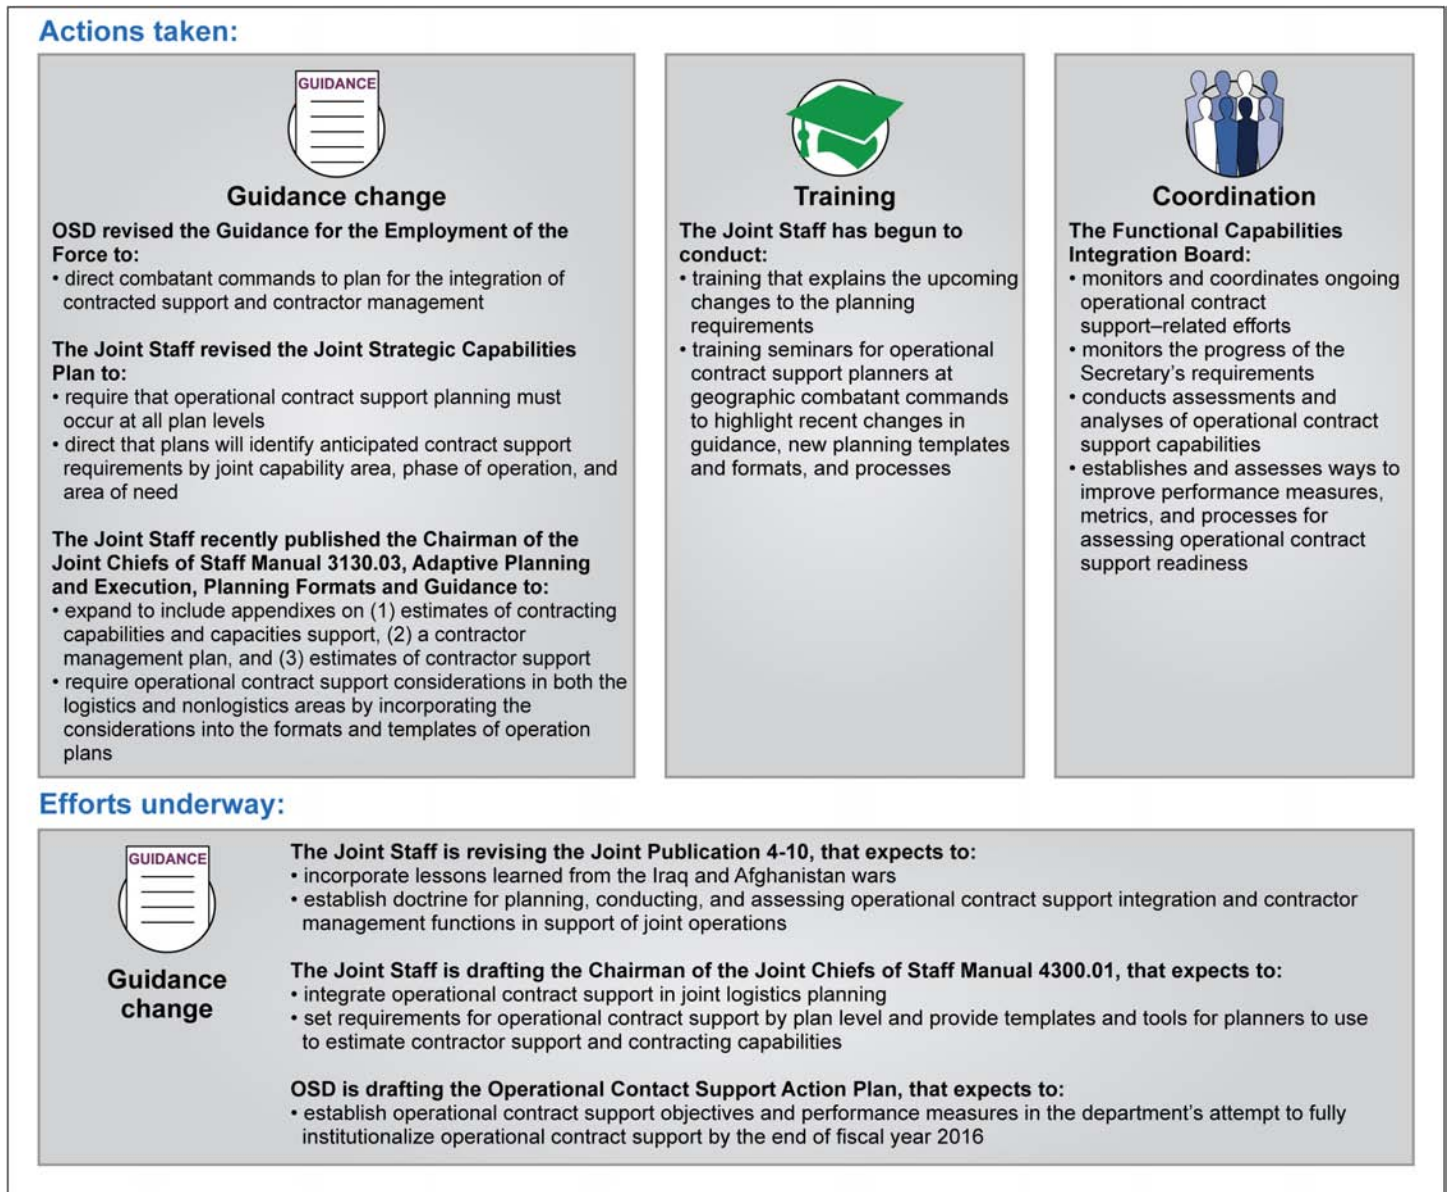 Actions taken:
GUIDANCE
Guidance change
OSD revised the Guidance for the Employment of the
Force to:
• direct combatant commands to plan for the integration of
contracted support and contractor management
The Joint Staff revised the Joint Strategic Capabilities
Plan to:
• require that operational contract support planning must
occur at all plan levels
• direct that plans will identify anticipated contract support
requirements by joint capability area, phase of operation, and
area of need
The Joint Staff recently published the Chairman of the
Joint Chiefs of Staff Manual 3130.03, Adaptive Planning
and Execution, Planning Formats and Guidance to:
• expand to include appendixes on (1) estimates of contracting
capabilities and capacities support, (2) a contractor
management plan, and (3) estimates of contractor support
• require operational contract support considerations in both the
logistics and nonlogistics areas by incorporating the
considerations into the formats and templates of operation
plans
Training
The Joint Staff has begun to
conduct:
• training that explains the upcoming
changes to the planning
requirements
• training seminars for operational
contract support planners at
geographic combatant commands
to highlight recent changes in
guidance, new planning templates
and formats, and processes
Coordination
The Functional Capabilities
Integration Board:
• monitors and coordinates ongoing
operational contract
support–related efforts
• monitors the progress of the
Secretary's requirements
• conducts assessments and
analyses of operational contract
support capabilities
• establishes and assesses ways to
improve performance measures,
metrics, and processes for
assessing operational contract
support readiness
Efforts underway:
GUIDANCE
Guidance
change
The Joint Staff is revising the Joint Publication 4-10, that expects to:
• incorporate lessons learned from the Iraq and Afghanistan wars
• establish doctrine for planning, conducting, and assessing operational contract support integration and contractor
management functions in support of joint operations
The Joint Staff is drafting the Chairman of the Joint Chiefs of Staff Manual 4300.01, that expects to:
• integrate operational contract support in joint logistics planning
• set requirements for operational contract support by plan level and provide templates and tools for planners to use
to estimate contractor support and contracting capabilities
OSD is drafting the Operational Contact Support Action Plan, that expects to:
• establish operational contract support objectives and performance measures in the department's attempt to fully
institutionalize operational contract support by the end of fiscal year 2016